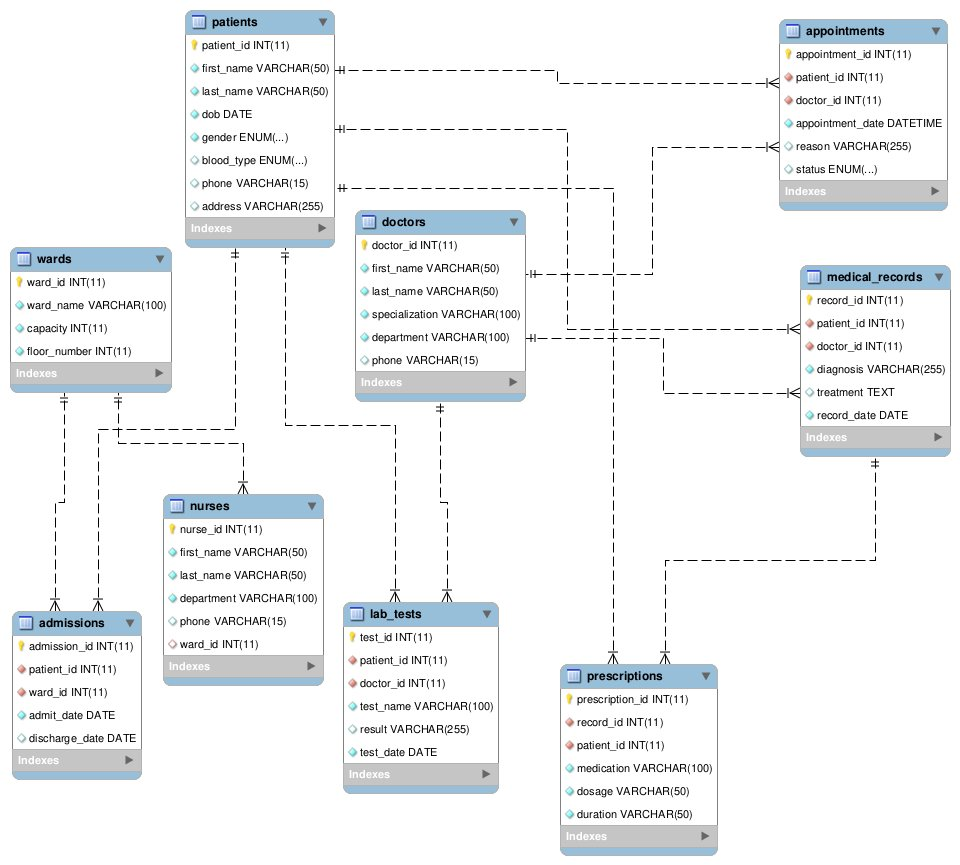 patients
patient_id INT(11)
first_name VARCHAR(50)
last_name VARCHAR(50)
dob DATE
gender ENUM(...)
blood_type ENUM(...)
phone VARCHAR(15)
address VARCHAR(255)
Indexes
appointments
appointment_id INT(11)
patient_id INT(11)
doctor_id INT(11)
appointment_date DATETIME
reason VARCHAR(255)
status ENUM(...)
Indexes
doctors
doctor_id INT(11)
first_name VARCHAR(50)
last_name VARCHAR(50)
specialization VARCHAR(100)
department VARCHAR(100)
phone VARCHAR(15)
Indexes
wards
ward_id INT(11)
ward_name VARCHAR(100)
capacity INT(11)
floor_number INT(11)
Indexes
medical_records
record_id INT(11)
patient_id INT(11)
doctor_id INT(11)
diagnosis VARCHAR(255)
treatment TEXT
record_date DATE
Indexes
nurses
nurse_id INT(11)
first_name VARCHAR(50)
last_name VARCHAR(50)
department VARCHAR(100)
phone VARCHAR(15)
ward_id INT(11)
Indexes
admissions
admission_id INT(11)
patient_id INT(11)
ward_id INT(11)
admit_date DATE
discharge_date DATE
Indexes
lab_tests
test_id INT(11)
patient_id INT(11)
doctor_id INT(11)
test_name VARCHAR(100)
result VARCHAR(255)
test_date DATE
Indexes
prescriptions
prescription_id INT(11)
record_id INT(11)
patient_id INT(11)
medication VARCHAR(100)
dosage VARCHAR(50)
duration VARCHAR(50)
Indexes